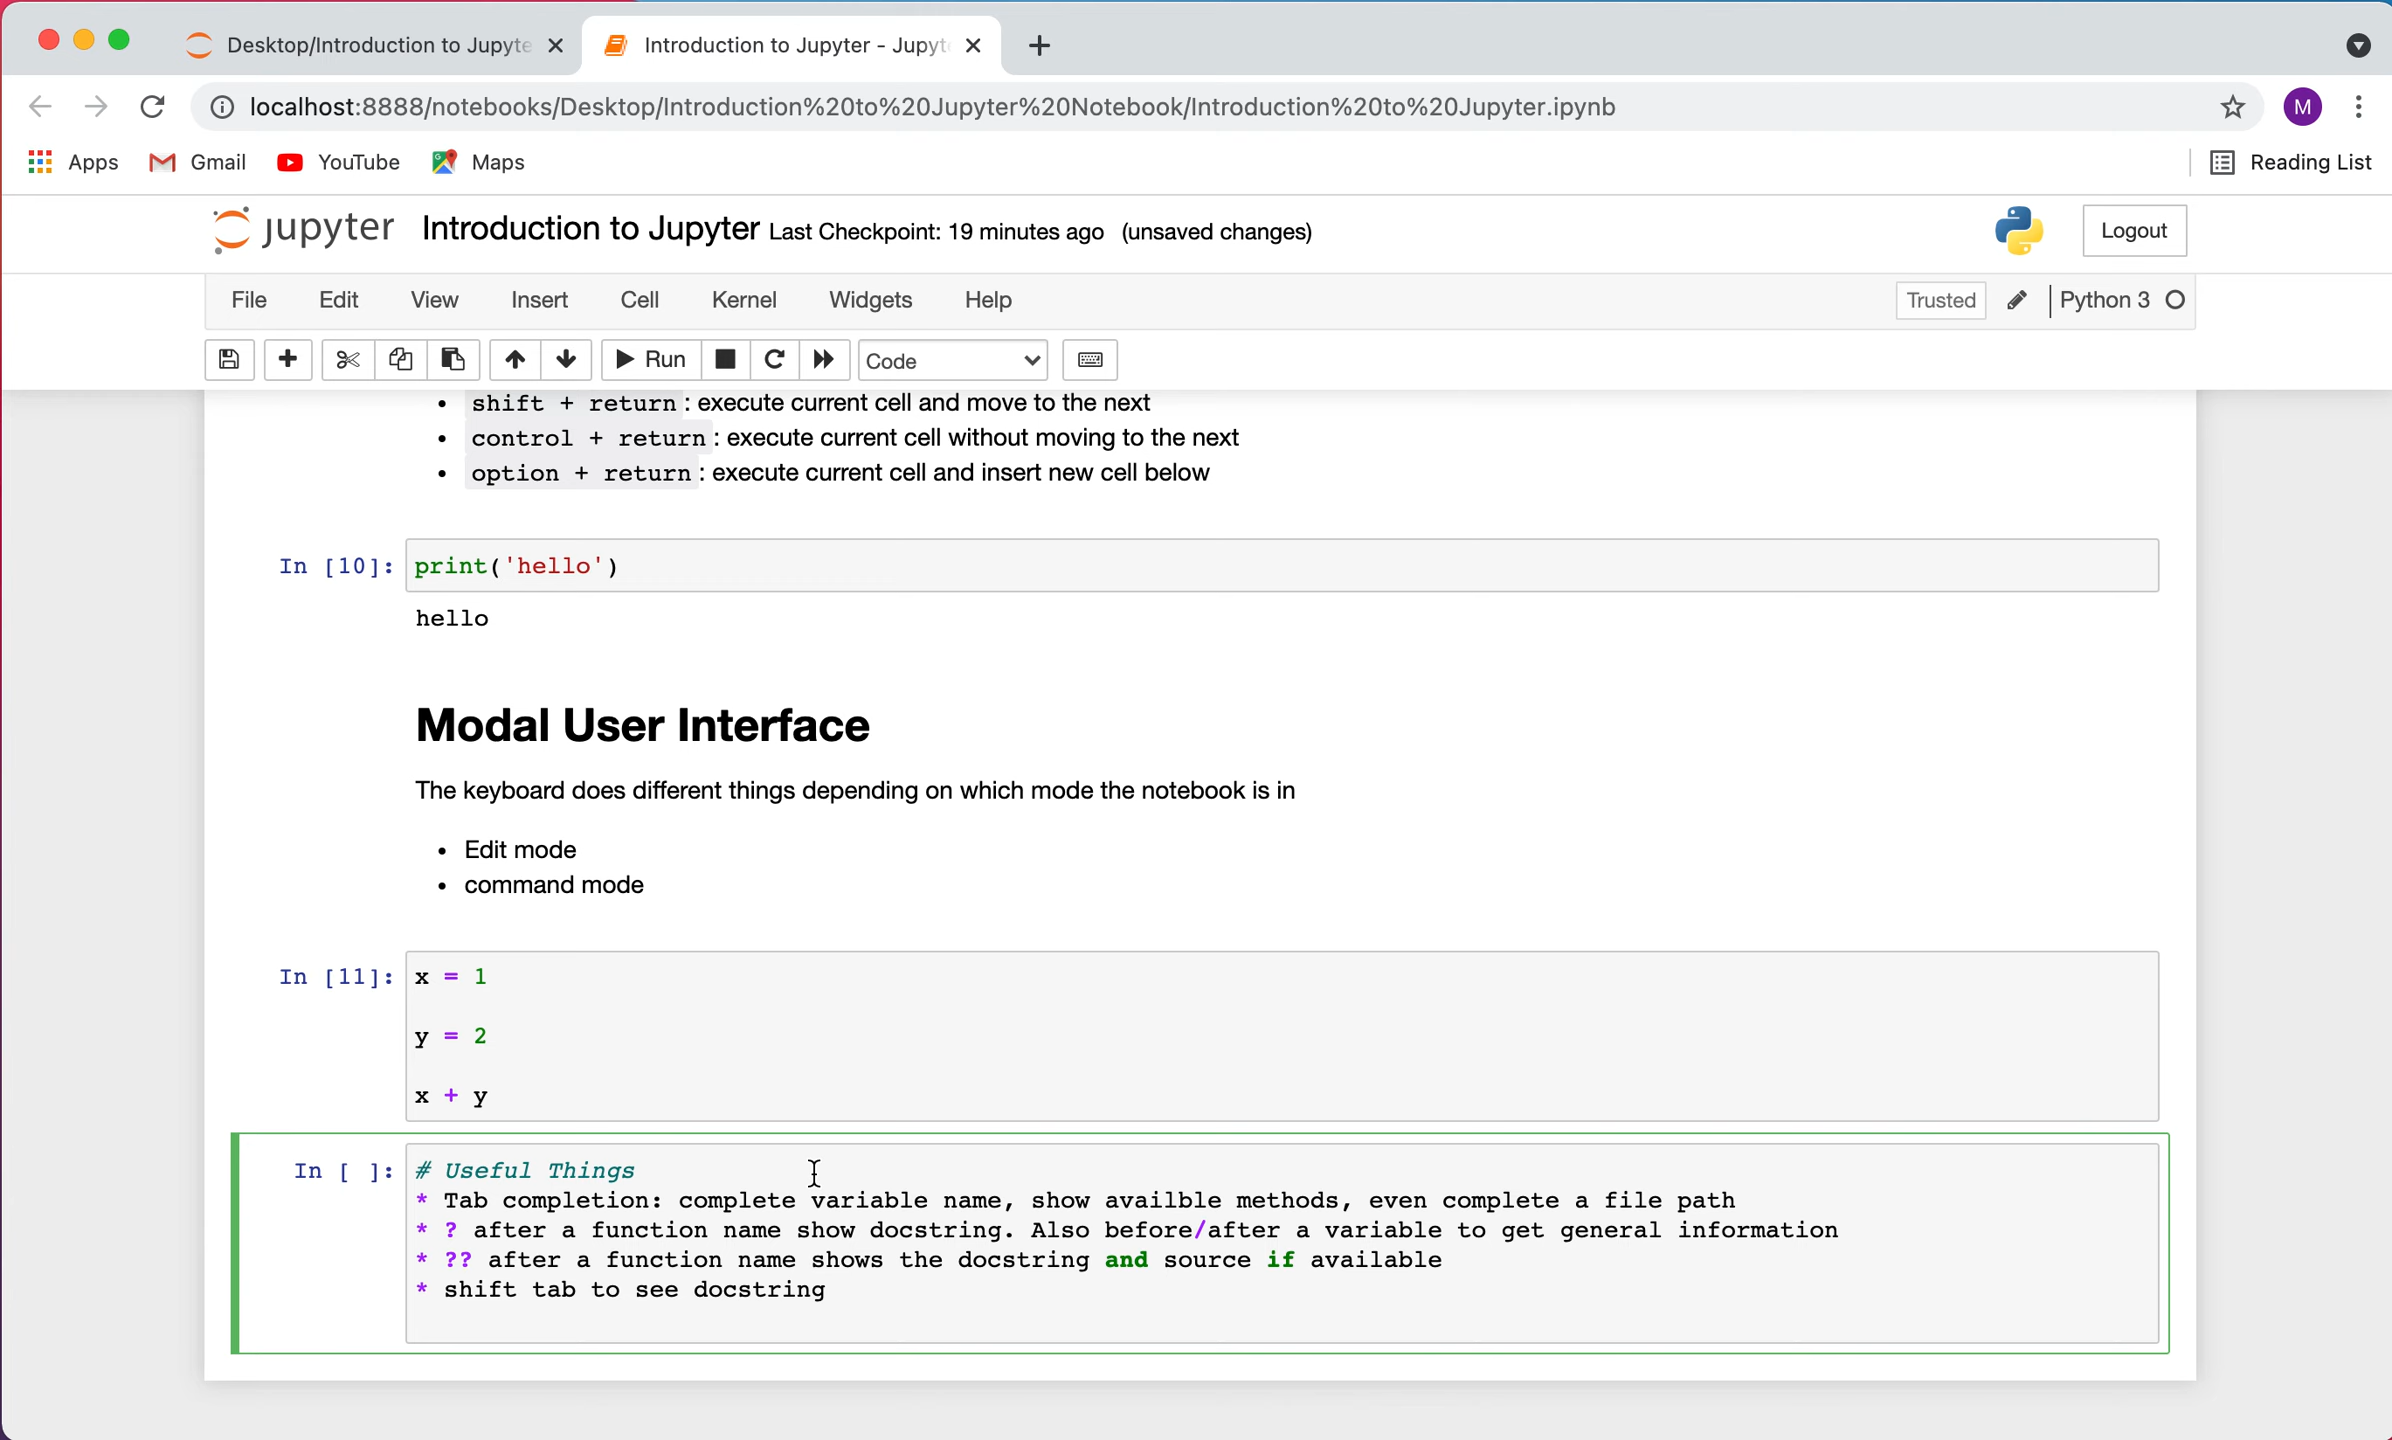 Desktop/Introduction to Jupyte
Introduction to Jupyter - Jupyt
localhost:8888/notebooks/Desktop/Introduction%20to%20Jupyter%20Notebook/Introduction%20to%20Jupyter.ipynb
M
Apps Gmail YouTube Maps Reading List
jupyter Introduction to Jupyter Last Checkpoint: 19 minutes ago (unsaved changes) Logout
File Edit View Insert Cell Kernel Widgets Help Trusted Python 3
Run Code
• shift + return : execute current cell and move to the next
• control + return : execute current cell without moving to the next
• option + return : execute current cell and insert new cell below
In [10]: print('hello')
hello
Modal User Interface
The keyboard does different things depending on which mode the notebook is in
• Edit mode
• command mode
In [11]: x = 1
y = 2
x + y
In [ ]: # Useful Things
* Tab completion: complete variable name, show availble methods, even complete a file path
* ? after a function name show docstring. Also before/after a variable to get general information
* ?? after a function name shows the docstring and source if available
* shift tab to see docstring